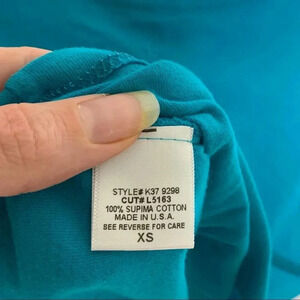 STYLE# K37 9298
CUT# L5163
100% SUPIMA COTTON
MADE IN U.S.A.
SEE REVERSE FOR CARE
XS